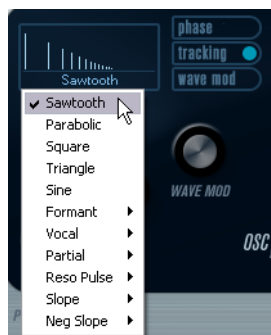 phase
tracking
wave mod
Sawtooth
Sawtooth
Parabolic
Square
Triangle
Sine
Formant
Vocal
Partial
Reso Pulse
Slope
Neg Slope
WAVE MOD
OSC
P